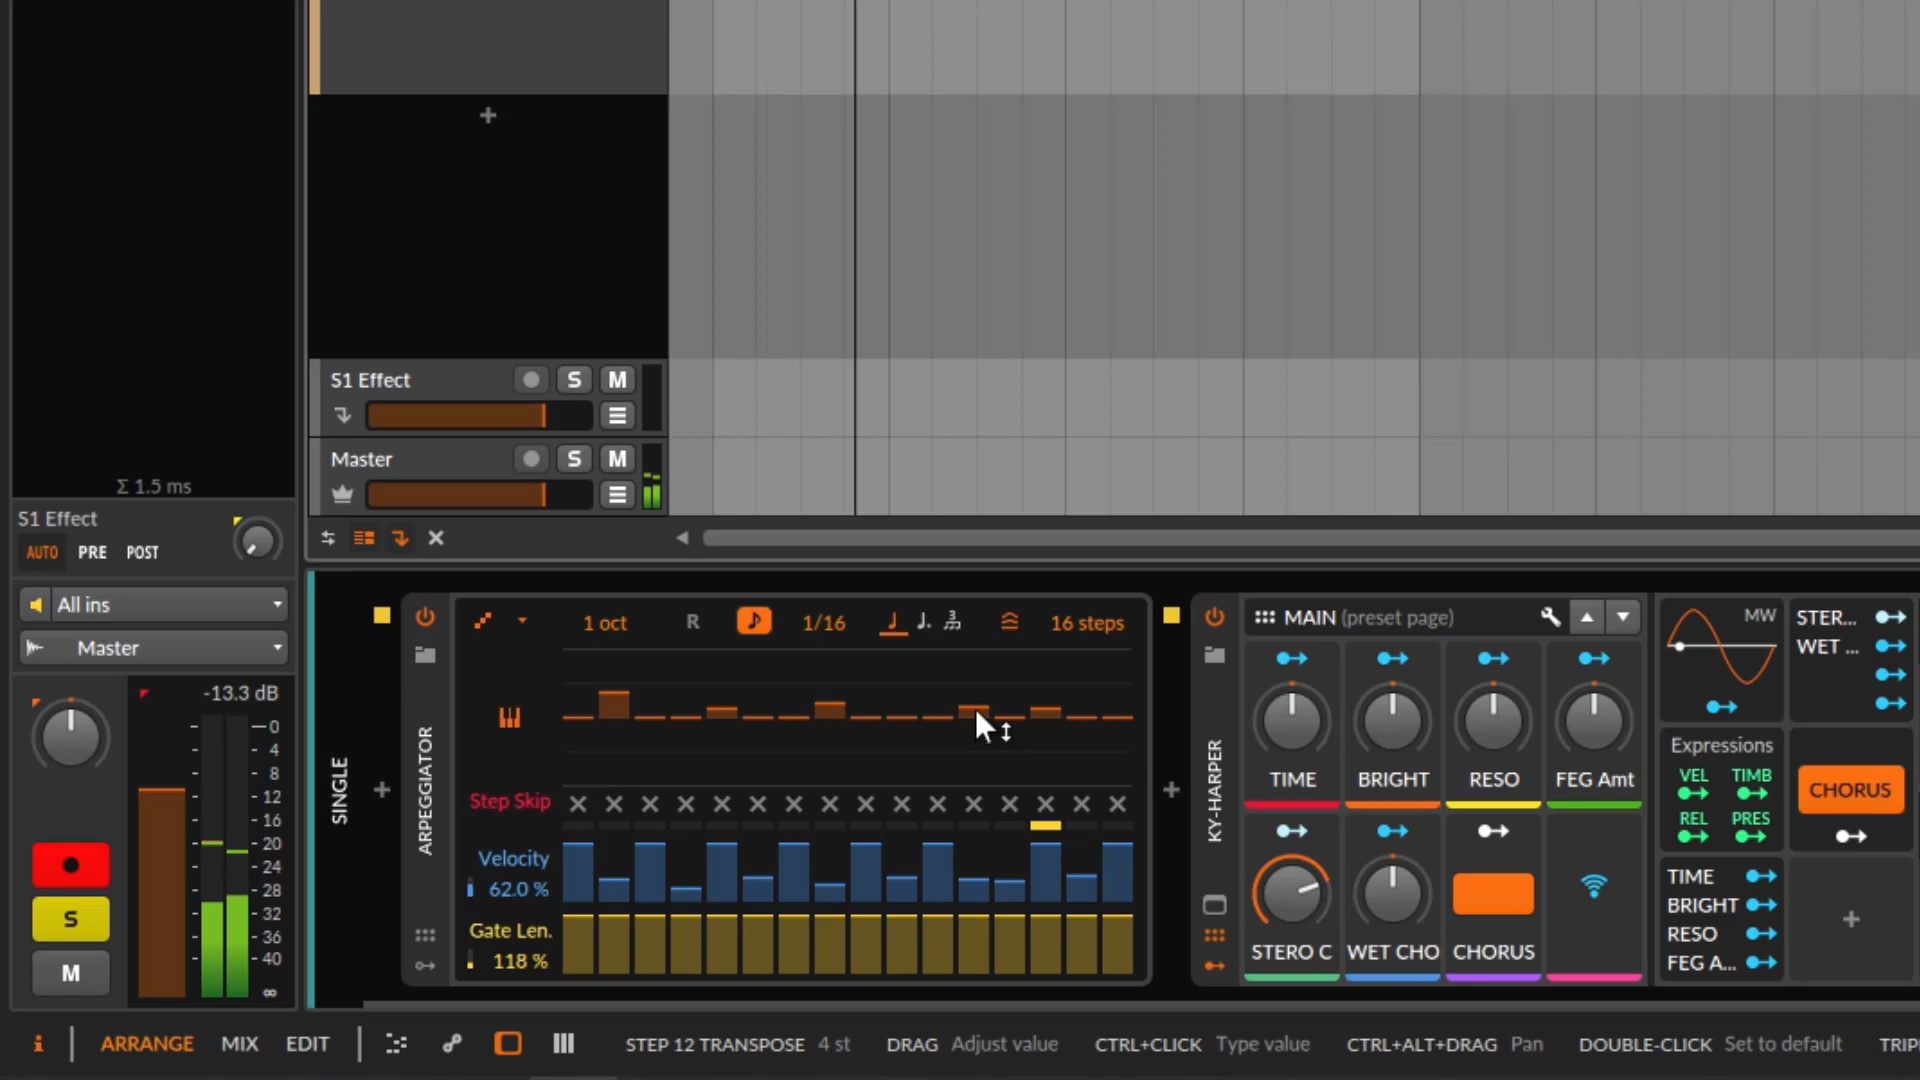 Σ 1.5 ms
S1 Effect
AUTO PRE POST
All ins
Master
-13.3 dB
0
4
8
12
16
20
24
28
32
36
40
∞
S
M
S1 Effect S M
Master S M
SINGLE
ARPEGGIATOR
1 oct R 1/16 3 16 steps
Step Skip
Velocity
62.0 %
Gate Len.
118 %
KY-HARPER
MAIN (preset page)
TIME BRIGHT RESO FEG Amt
STERO C WET CHO CHORUS
MW
STER...
WET ...
Expressions
VEL TIMB
REL PRES
CHORUS
TIME
BRIGHT
RESO
FEG A...
i ARRANGE MIX EDIT STEP 12 TRANSPOSE 4 st DRAG Adjust value CTRL+CLICK Type value CTRL+ALT+DRAG Pan DOUBLE-CLICK Set to default TRIP